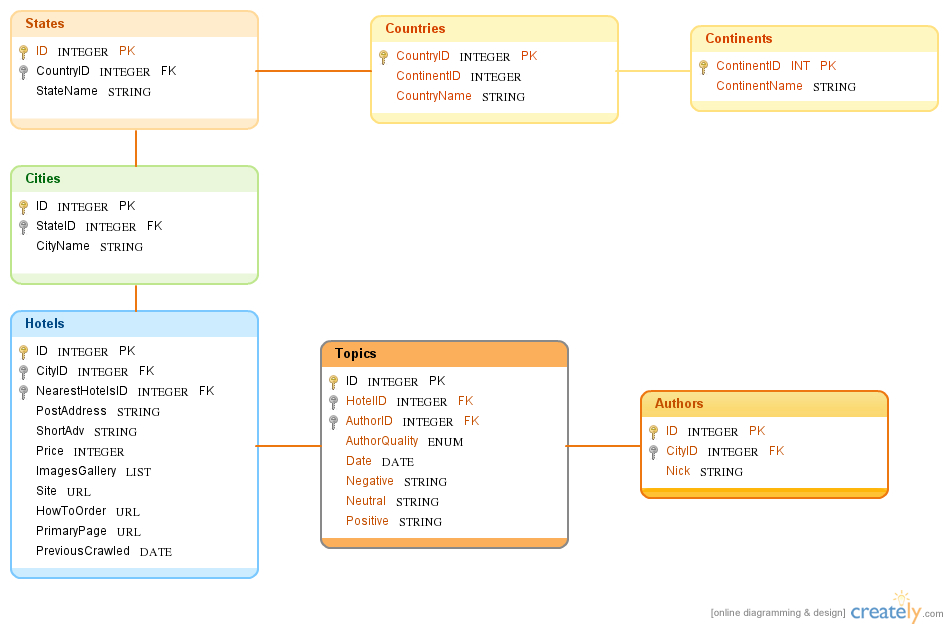 States
ID INTEGER PK
CountryID INTEGER FK
StateName STRING
Countries
CountryID INTEGER PK
ContinentID INTEGER
CountryName STRING
Continents
ContinentID INT PK
ContinentName STRING
Cities
ID INTEGER PK
StateID INTEGER FK
CityName STRING
Hotels
ID INTEGER PK
CityID INTEGER FK
NearestHotelsID INTEGER FK
PostAddress STRING
ShortAdv STRING
Price INTEGER
ImagesGallery LIST
Site URL
HowToOrder URL
PrimaryPage URL
PreviousCrawled DATE
Topics
ID INTEGER PK
HotelID INTEGER FK
AuthorID INTEGER FK
AuthorQuality ENUM
Date DATE
Negative STRING
Neutral STRING
Positive STRING
Authors
ID INTEGER PK
CityID INTEGER FK
Nick STRING
[online diagramming & design] creately.com